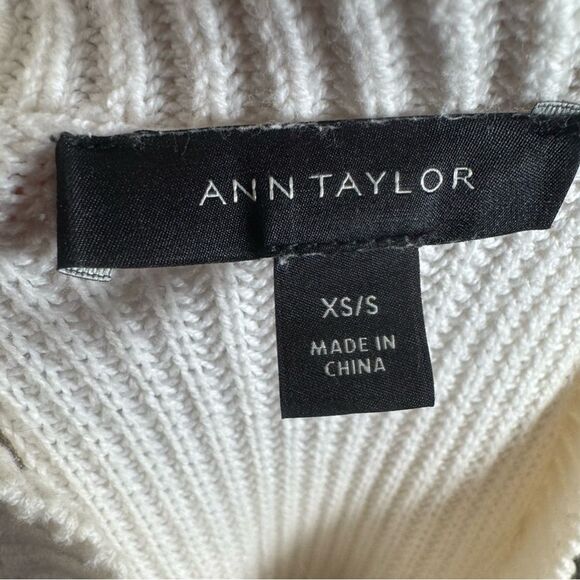 ANN TAYLOR
XS/S
MADE IN
CHINA